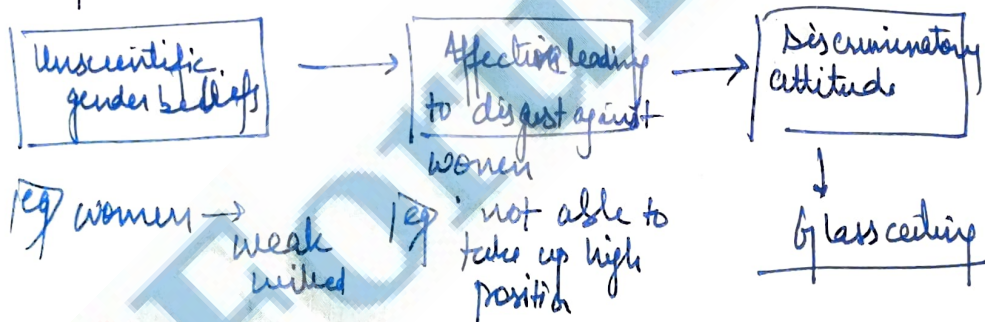 Unscientific
gender beliefs
Affection leading
to disgust against
women
Discriminatory
attitude
eg women →
weak
willed
eg not able to
take up high
position
Glass ceiling
FORUM